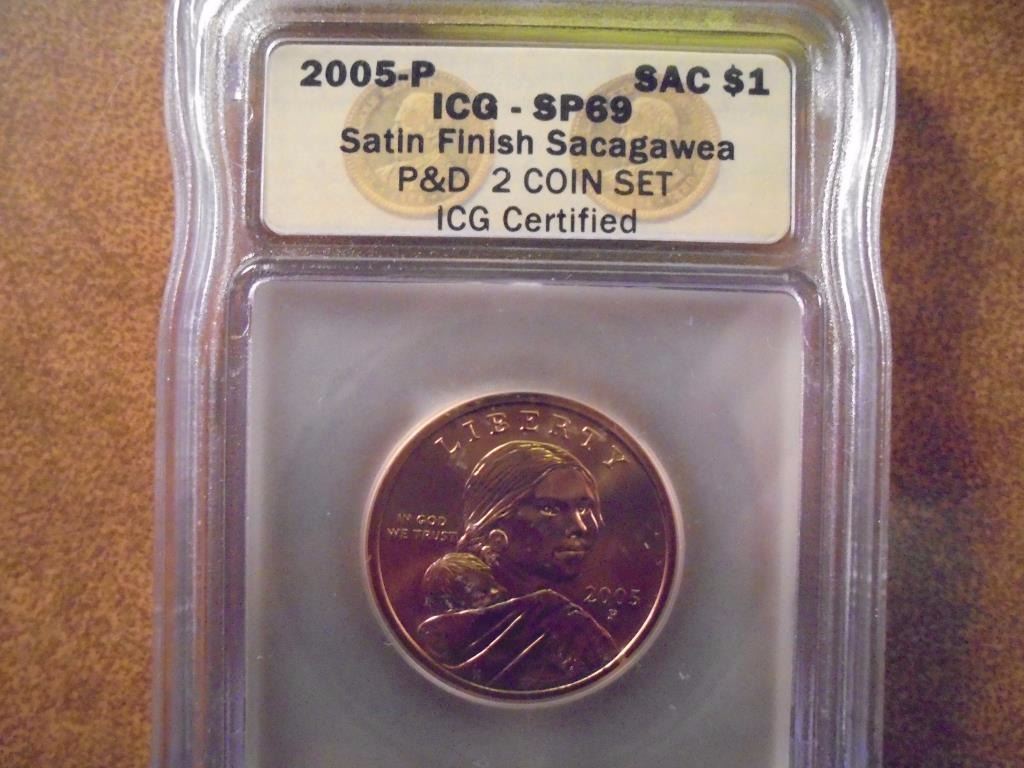 2005-P SAC $1
ICG - SP69
Satin Finish Sacagawea
P&D 2 COIN SET
ICG Certified
LIBERTY
IN GOD
WE TRUST
2005
P